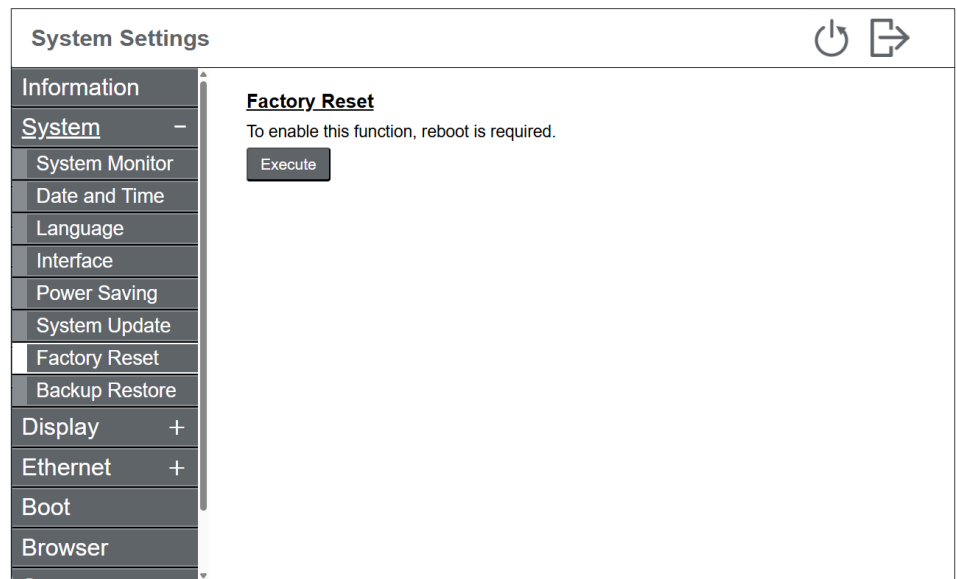 System Settings
Information
System −
System Monitor
Date and Time
Language
Interface
Power Saving
System Update
Factory Reset
Backup Restore
Display +
Ethernet +
Boot
Browser
Factory Reset
To enable this function, reboot is required.
Execute